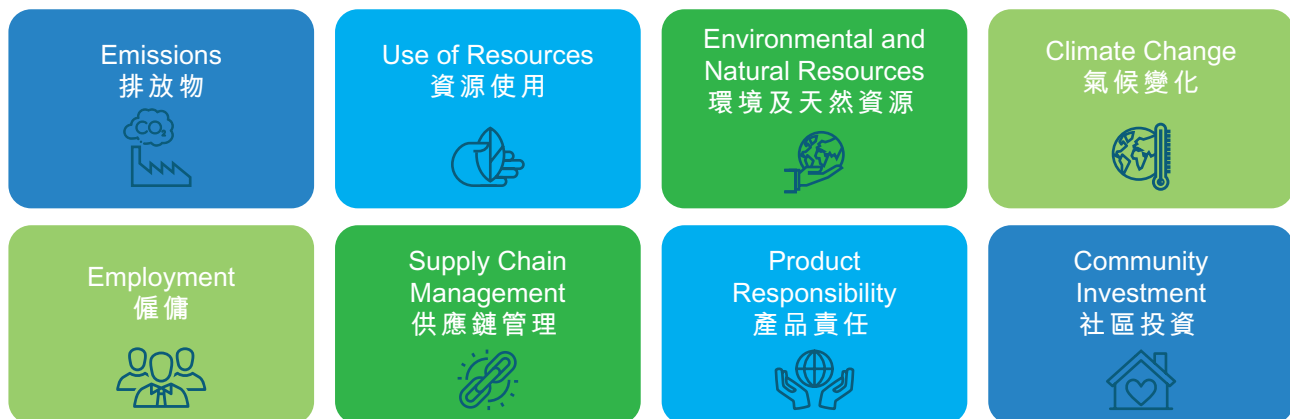 Emissions
排放物
CO₂
Use of Resources
資源使用
Environmental and
Natural Resources
環境及天然資源
Climate Change
氣候變化
Employment
僱傭
Supply Chain
Management
供應鏈管理
Product
Responsibility
產品責任
Community
Investment
社區投資